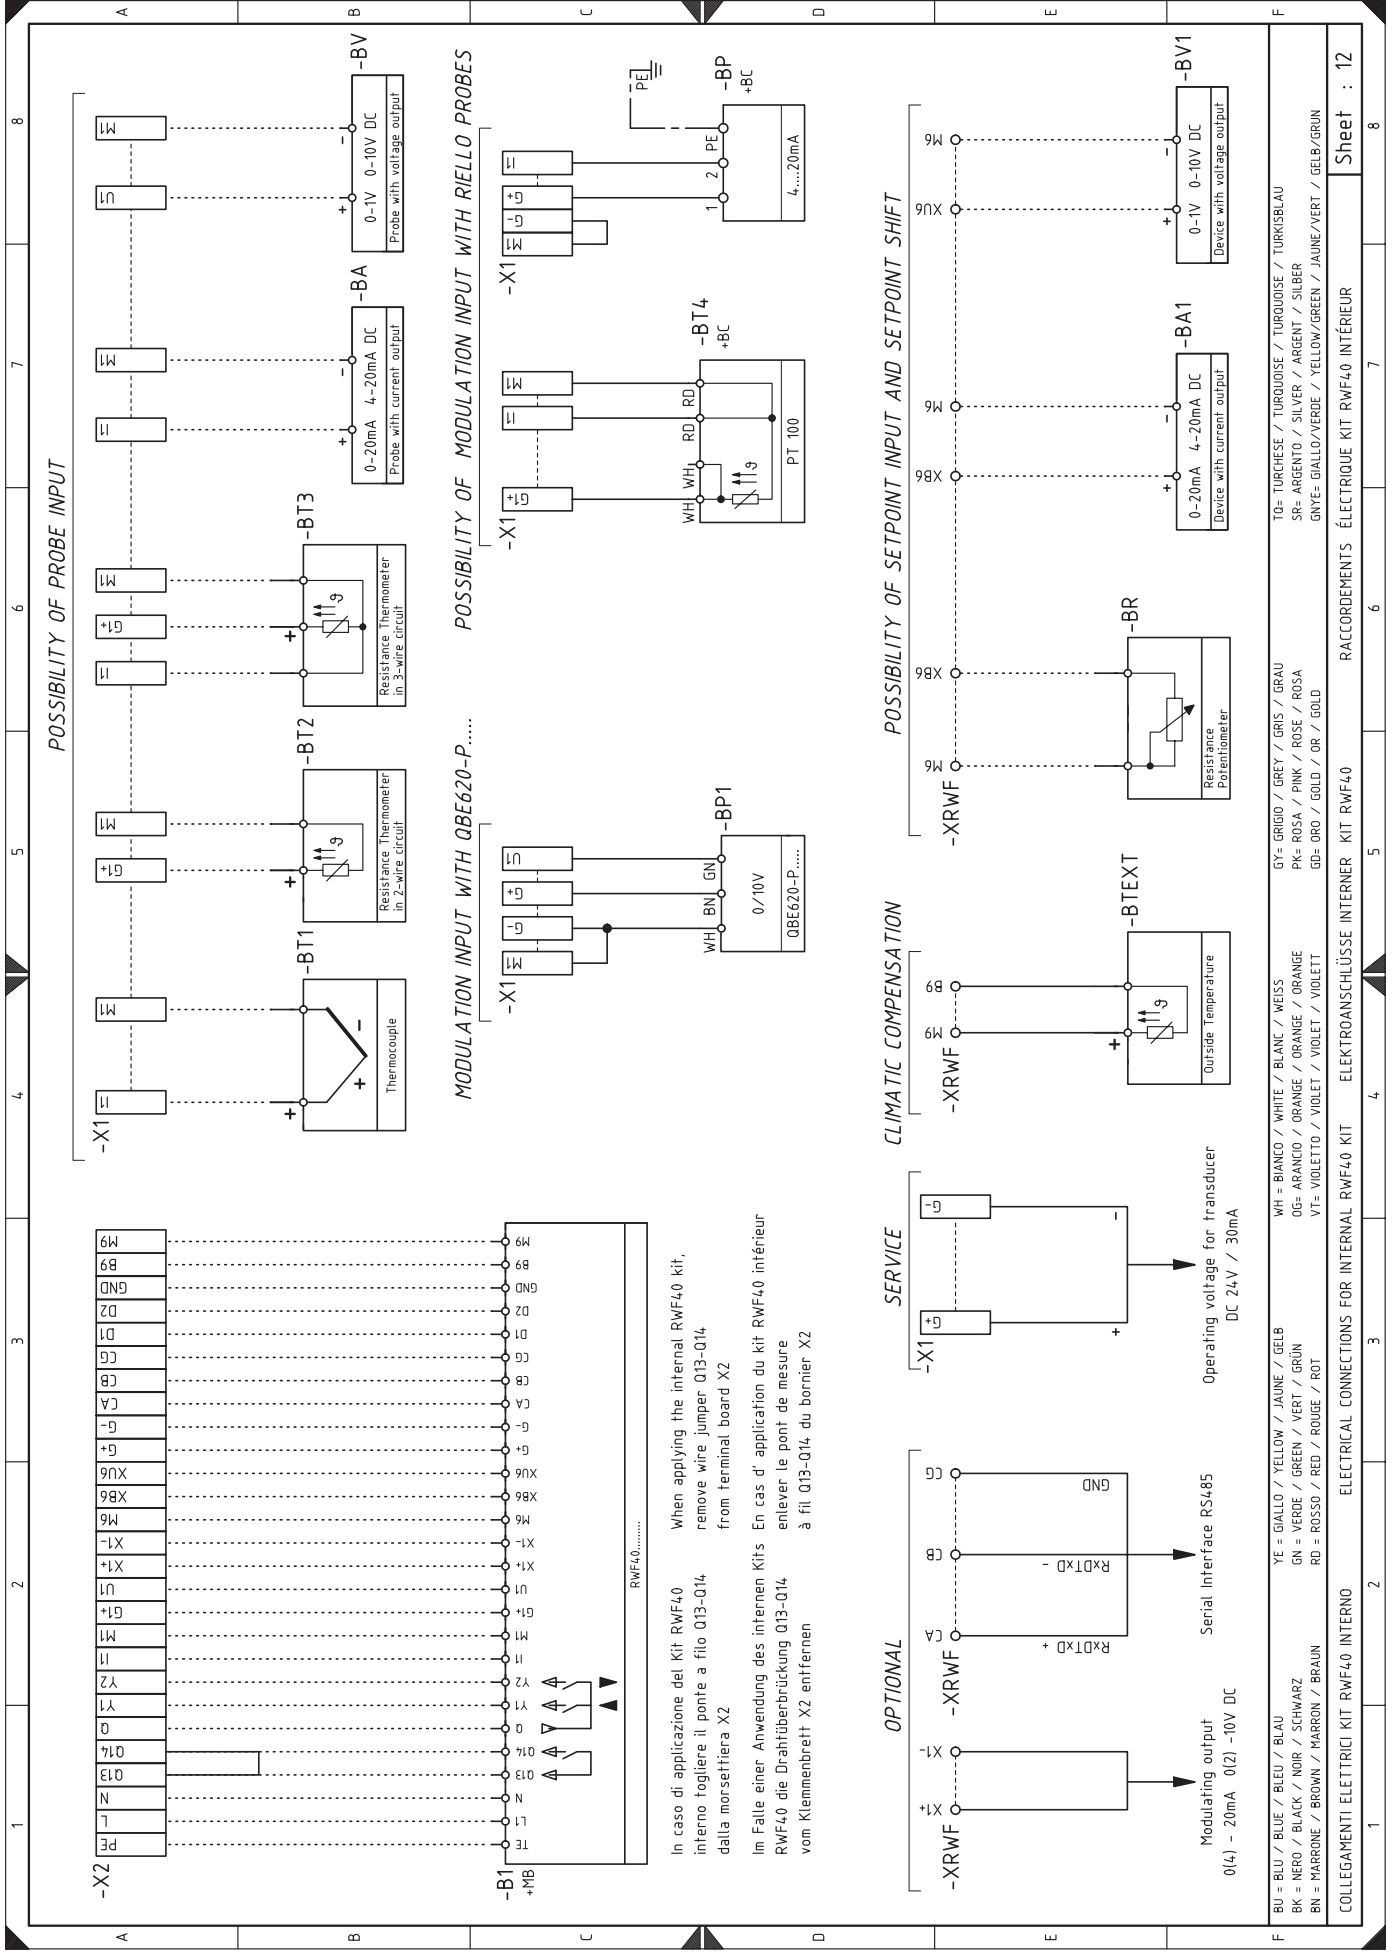 1 2 3 4 5 6 7 8
A
B
C
D
E
F
-X2
PE L N Q13 Q14 Q Y1 Y2 I1 M1 G1+ U1 X1+ X1- M6 XB6 XU6 G+ G- CA CB CG D1 D2 GND B9 M9
-B1
+MB
TE L1 N Q13 Q14 Q Y1 Y2 I1 M1 G1+ U1 X1+ X1- M6 XB6 XU6 G+ G- CA CB CG D1 D2 GND B9 M9
RWF40.........
In caso di applicazione del Kit RWF40
interno togliere il ponte a filo Q13-Q14
dalla morsettiera X2
When applying the internal RWF40 kit,
remove wire jumper Q13-Q14
from terminal board X2
Im Falle einer Anwendung des internen Kits
RWF40 die Drahtüberbrückung Q13-Q14
vom Klemmenbrett X2 entfernen
En cas d' application du kit RWF40 intérieur
enlever le pont de mesure
à fil Q13-Q14 du bornier X2
POSSIBILITY OF PROBE INPUT
-X1
I1 M1 G1+ M1 I1 G1+ M1 I1 M1 U1 M1
-BT1
+
+ -
Thermocouple
-BT2
+
ϑ
Resistance Thermometer
in 2-wire circuit
-BT3
+
ϑ
Resistance Thermometer
in 3-wire circuit
-BA
+ -
0-20mA 4-20mA DC
Probe with current output
-BV
+ -
0-1V 0-10V DC
Probe with voltage output
MODULATION INPUT WITH QBE620-P.....
-X1
M1 G- G+ U1
WH BN GN
-BP1
0/10V
QBE620-P.....
POSSIBILITY OF MODULATION INPUT WITH RIELLO PROBES
-X1
G1+ I1 M1
WH WH RD RD
-BT4
+BC
ϑ
PT 100
-X1
M1 G- G+ I1
1 2 PE
PE
-BP
+BC
4....20mA
OPTIONAL
-XRWF
X1+ X1-
Modulating output
0(4) - 20mA 0(2) -10V DC
-XRWF
CA CB CG
RxDTxD +
RxDTxD -
GND
Serial Interface RS485
SERVICE
-X1
G+ G-
+ -
Operating voltage for transducer
DC 24V / 30mA
CLIMATIC COMPENSATION
-XRWF
M9 B9
+
-BTEXT
ϑ
Outside Temperature
POSSIBILITY OF SETPOINT INPUT AND SETPOINT SHIFT
-XRWF
M6 XB6 XB6 M6 XU6 M6
-BR
Resistance
Potentiometer
-BA1
+ -
0-20mA 4-20mA DC
Device with current output
-BV1
+ -
0-1V 0-10V DC
Device with voltage output
BU = BLU / BLUE / BLEU / BLAU
BK = NERO / BLACK / NOIR / SCHWARZ
BN = MARRONE / BROWN / MARRON / BRAUN
YE = GIALLO / YELLOW / JAUNE / GELB
GN = VERDE / GREEN / VERT / GRÜN
RD = ROSSO / RED / ROUGE / ROT
WH = BIANCO / WHITE / BLANC / WEISS
OG= ARANCIO / ORANGE / ORANGE / ORANGE
VT= VIOLETTO / VIOLET / VIOLET / VIOLETT
GY= GRIGIO / GREY / GRIS / GRAU
PK= ROSA / PINK / ROSE / ROSA
GD= ORO / GOLD / OR / GOLD
TQ= TURCHESE / TURQUOISE / TURQUOISE / TURKISBLAU
SR= ARGENTO / SILVER / ARGENT / SILBER
GNYE= GIALLO/VERDE / YELLOW/GREEN / JAUNE/VERT / GELB/GRUN
COLLEGAMENTI ELETTRICI KIT RWF40 INTERNO ELECTRICAL CONNECTIONS FOR INTERNAL RWF40 KIT ELEKTROANSCHLÜSSE INTERNER KIT RWF40 RACCORDEMENTS ÉLECTRIQUE KIT RWF40 INTÉRIEUR
Sheet : 12
A
B
C
D
E
F
1 2 3 4 5 6 7 8